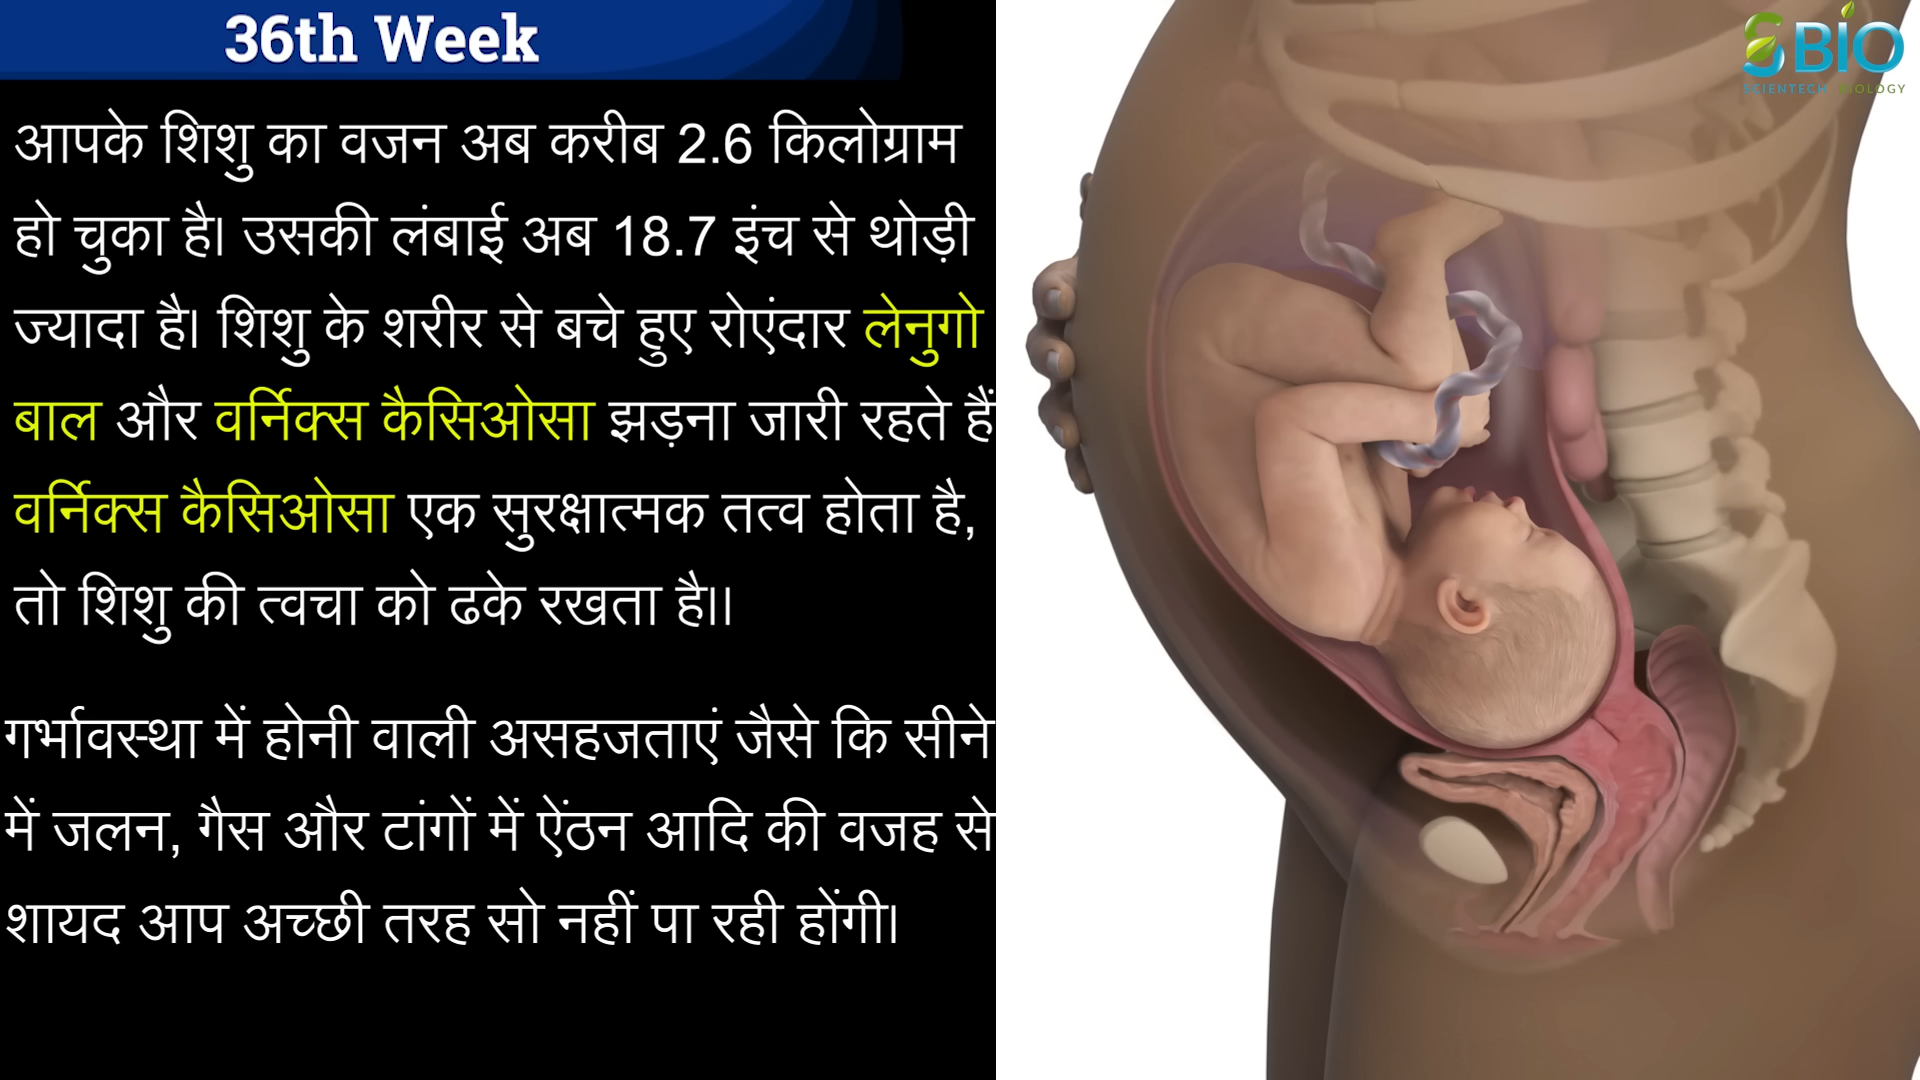 36th Week
आपके शिशु का वजन अब करीब 2.6 किलोग्राम
हो चुका है। उसकी लंबाई अब 18.7 इंच से थोड़ी
ज्यादा है। शिशु के शरीर से बचे हुए रोएंदार लेनुगो
बाल और वर्निक्स कैसिओसा झड़ना जारी रहते हैं
वर्निक्स कैसिओसा एक सुरक्षात्मक तत्व होता है,
तो शिशु की त्वचा को ढके रखता है।।
गर्भावस्था में होनी वाली असहजताएं जैसे कि सीने
में जलन, गैस और टांगों में ऐंठन आदि की वजह से
शायद आप अच्छी तरह सो नहीं पा रही होंगी।
S BIO
SCIENTECH BIOLOGY